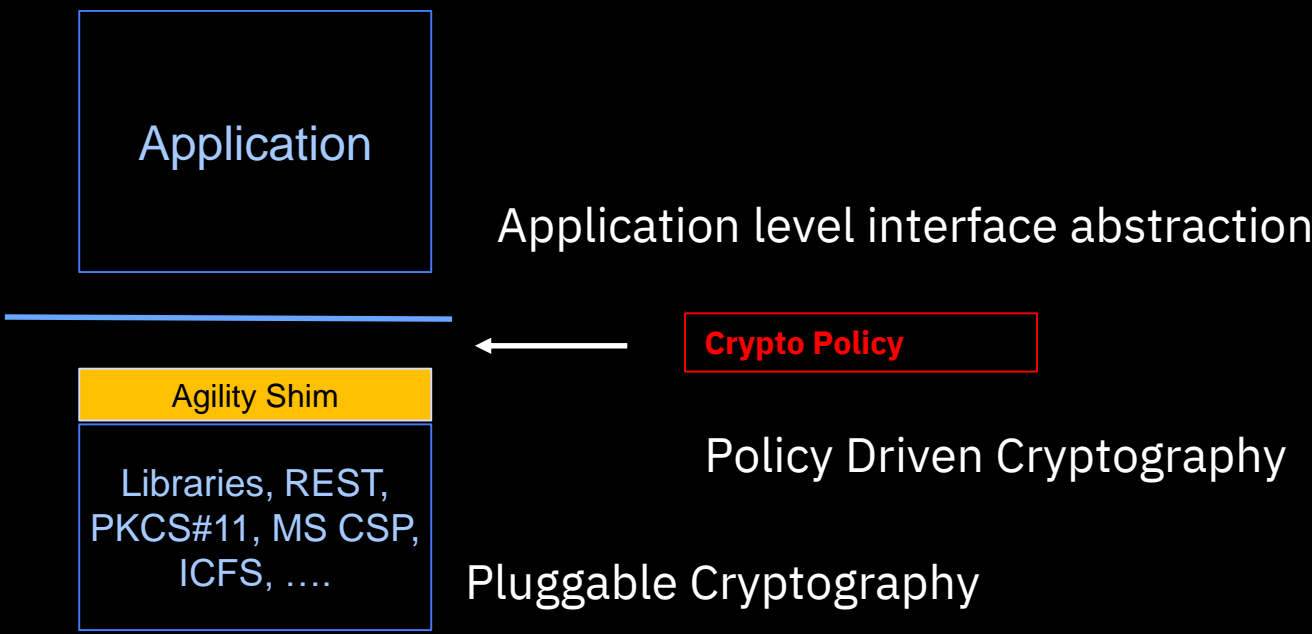 Application
Application level interface abstraction
Crypto Policy
Agility Shim
Policy Driven Cryptography
Libraries, REST,
PKCS#11, MS CSP,
ICFS, ….
Pluggable Cryptography